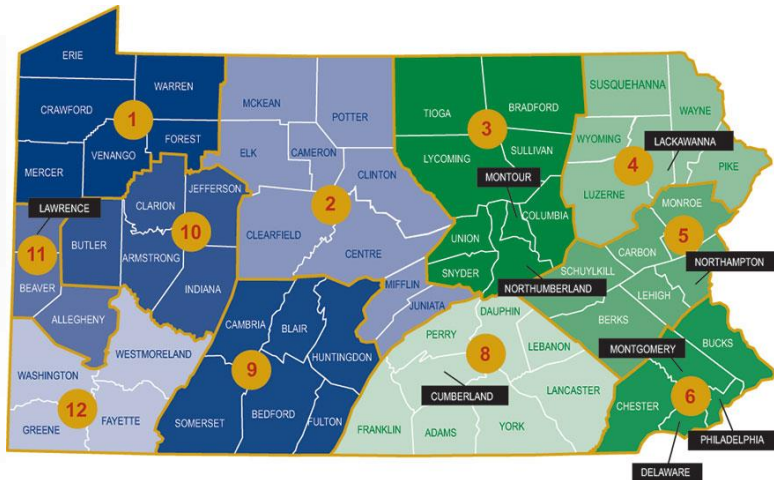 ERIE
WARREN
CRAWFORD
1
FOREST
VENANGO
MERCER
MCKEAN
POTTER
ELK
CAMERON
CLINTON
2
CLEARFIELD
CENTRE
MIFFLIN
JUNIATA
TIOGA
BRADFORD
3
LYCOMING
SULLIVAN
MONTOUR
COLUMBIA
UNION
SNYDER
NORTHUMBERLAND
SUSQUEHANNA
WAYNE
WYOMING
LACKAWANNA
4
PIKE
LUZERNE
MONROE
5
CARBON
NORTHAMPTON
SCHUYLKILL
LEHIGH
BERKS
JEFFERSON
CLARION
10
BUTLER
ARMSTRONG
INDIANA
LAWRENCE
11
BEAVER
ALLEGHENY
WESTMORELAND
WASHINGTON
12
GREENE
FAYETTE
CAMBRIA
BLAIR
HUNTINGDON
9
SOMERSET
BEDFORD
FULTON
DAUPHIN
PERRY
8
LEBANON
CUMBERLAND
LANCASTER
FRANKLIN
ADAMS
YORK
MONTGOMERY
BUCKS
CHESTER
6
PHILADELPHIA
DELAWARE